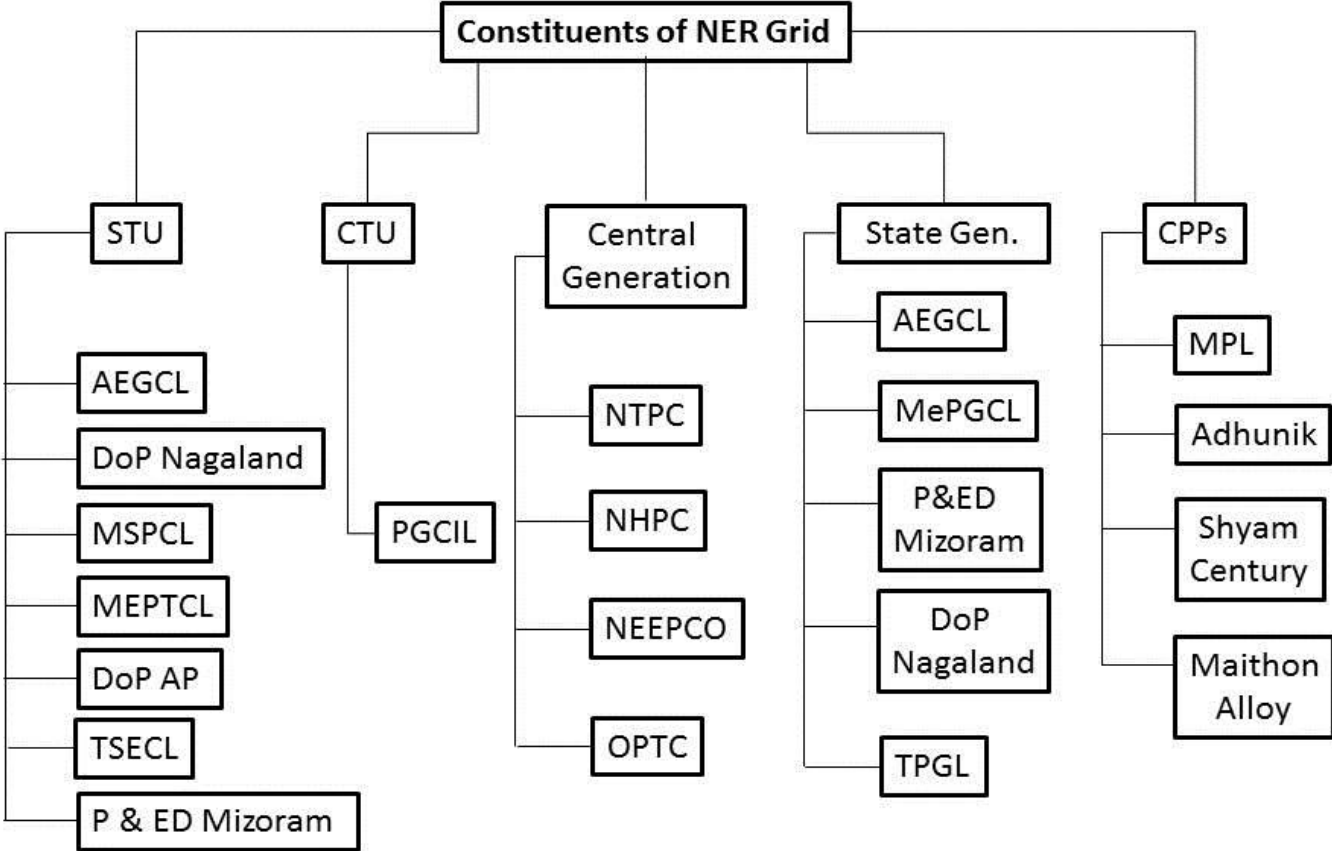 Constituents of NER Grid
STU
CTU
Central
Generation
State Gen.
CPPs
AEGCL
DoP Nagaland
MSPCL
MEPTCL
DoP AP
TSECL
P & ED Mizoram
PGCIL
NTPC
NHPC
NEEPCO
OPTC
AEGCL
MePGCL
P&ED
Mizoram
DoP
Nagaland
TPGL
MPL
Adhunik
Shyam
Century
Maithon
Alloy